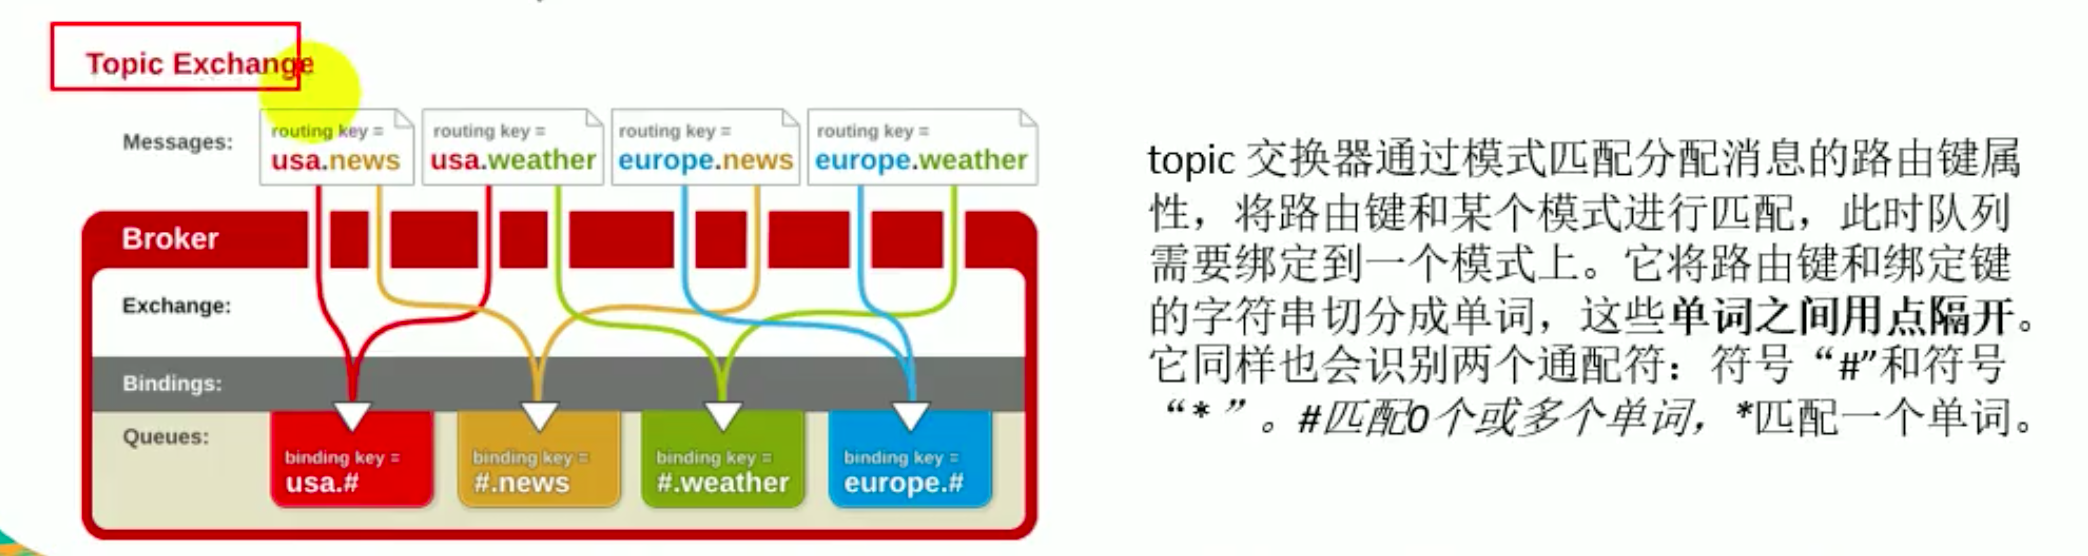 Topic Exchange
Messages:
routing key =
usa.news
routing key =
usa.weather
routing key =
europe.news
routing key =
europe.weather
Broker
Exchange:
Bindings:
Queues:
binding key =
usa.#
binding key =
#.news
binding key =
#.weather
binding key =
europe.#
topic 交换器通过模式匹配分配消息的路由键属
性，将路由键和某个模式进行匹配，此时队列
需要绑定到一个模式上。它将路由键和绑定键
的字符串切分成单词，这些单词之间用点隔开。
它同样也会识别两个通配符：符号“#”和符号
“*”。#匹配0个或多个单词，*匹配一个单词。